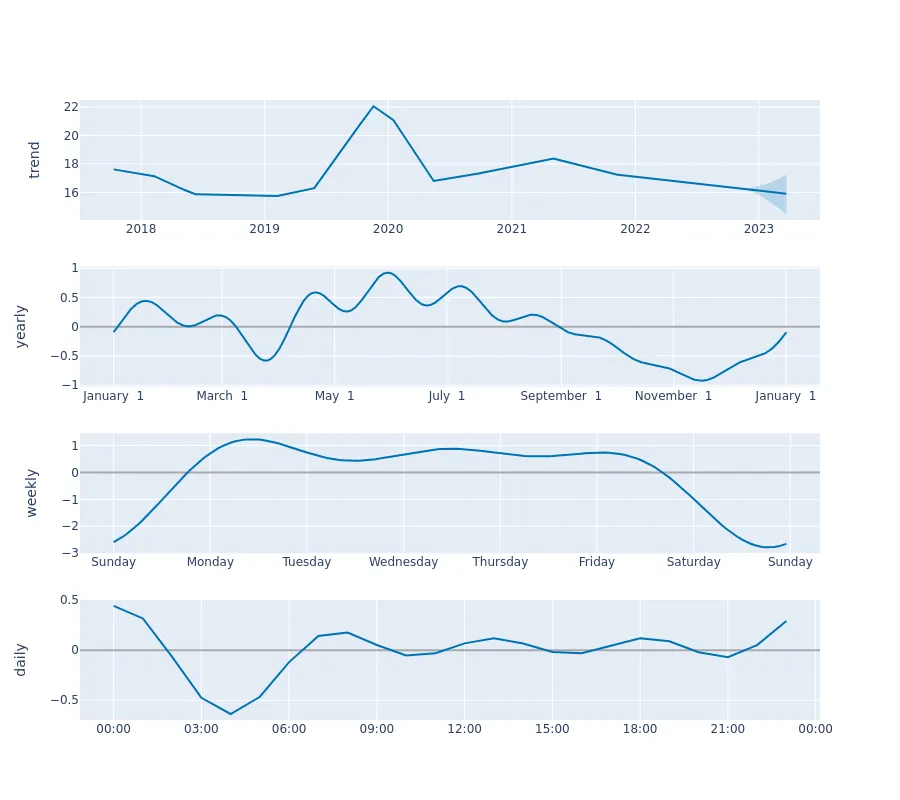 trend
22
20
18
16
2018 2019 2020 2021 2022 2023
yearly
1
0.5
0
−0.5
−1
January 1 March 1 May 1 July 1 September 1 November 1 January 1
weekly
1
0
−1
−2
−3
Sunday Monday Tuesday Wednesday Thursday Friday Saturday Sunday
daily
0.5
0
−0.5
00:00 03:00 06:00 09:00 12:00 15:00 18:00 21:00 00:00